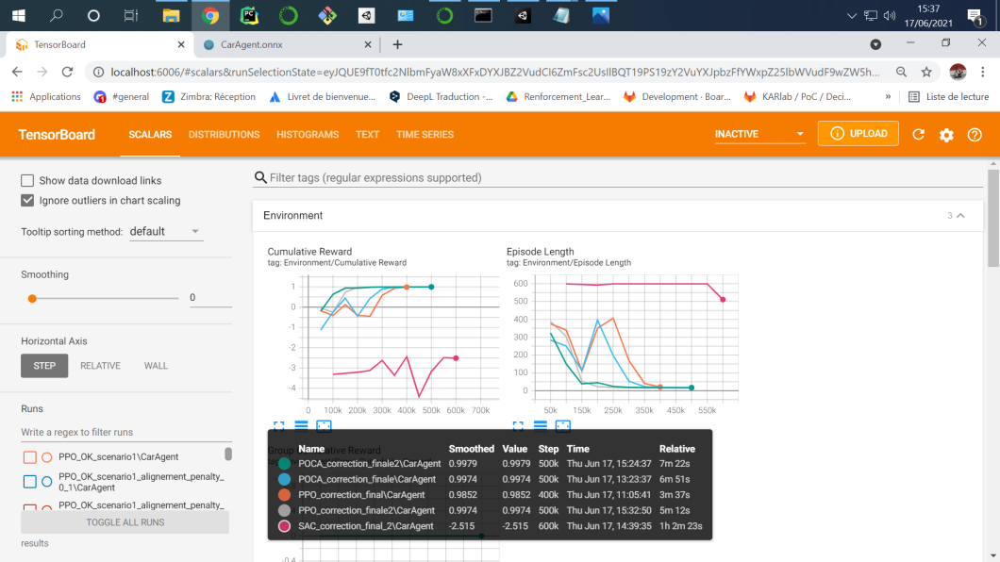 15:37
17/06/2021
1
TensorBoard
CarAgent.onnx
localhost:6006/#scalars&runSelectionState=eyJQUE9fT0tfc2NlbmFyaW8xXFxDYXJBZ2VudCI6ZmFsc2UsIlBQT19PS19zY2VuYXJpbzFfYWxpZ25lbWVudF9wZW5h...
Applications
#general
Zimbra: Réception
Livret de bienvenue...
DeepL Traduction -...
Renforcement_Lear...
Development · Boar...
KARlab / PoC / Deci...
»
Liste de lecture
TensorBoard
SCALARS
DISTRIBUTIONS
HISTOGRAMS
TEXT
TIME SERIES
INACTIVE
UPLOAD
Show data download links
Ignore outliers in chart scaling
Tooltip sorting method: default
Smoothing
0
Horizontal Axis
STEP RELATIVE WALL
Runs
Write a regex to filter runs
PPO_OK_scenario1\CarAgent
PPO_OK_scenario1_alignement_penalty_
0_1\CarAgent
PPO_OK_scenario1_alignement_penalty_
TOGGLE ALL RUNS
results
Filter tags (regular expressions supported)
Environment
3
Cumulative Reward
tag: Environment/Cumulative Reward
1
0
-1
-2
-3
-4
0 100k 200k 300k 400k 500k 600k 700k
Episode Length
tag: Environment/Episode Length
600
500
400
300
200
100
0
50k 150k 250k 350k 450k 550k
Name Smoothed Value Step Time Relative
POCA_correction_finale2\CarAgent 0.9979 0.9979 500k Thu Jun 17, 15:24:37 7m 22s
POCA_correction_finale\CarAgent 0.9974 0.9974 500k Thu Jun 17, 13:23:37 6m 51s
PPO_correction_final\CarAgent 0.9852 0.9852 400k Thu Jun 17, 11:05:41 3m 37s
PPO_correction_finale2\CarAgent 0.9974 0.9974 500k Thu Jun 17, 15:32:50 5m 12s
SAC_correction_final_2\CarAgent -2.515 -2.515 600k Thu Jun 17, 14:39:35 1h 2m 23s
-0.4